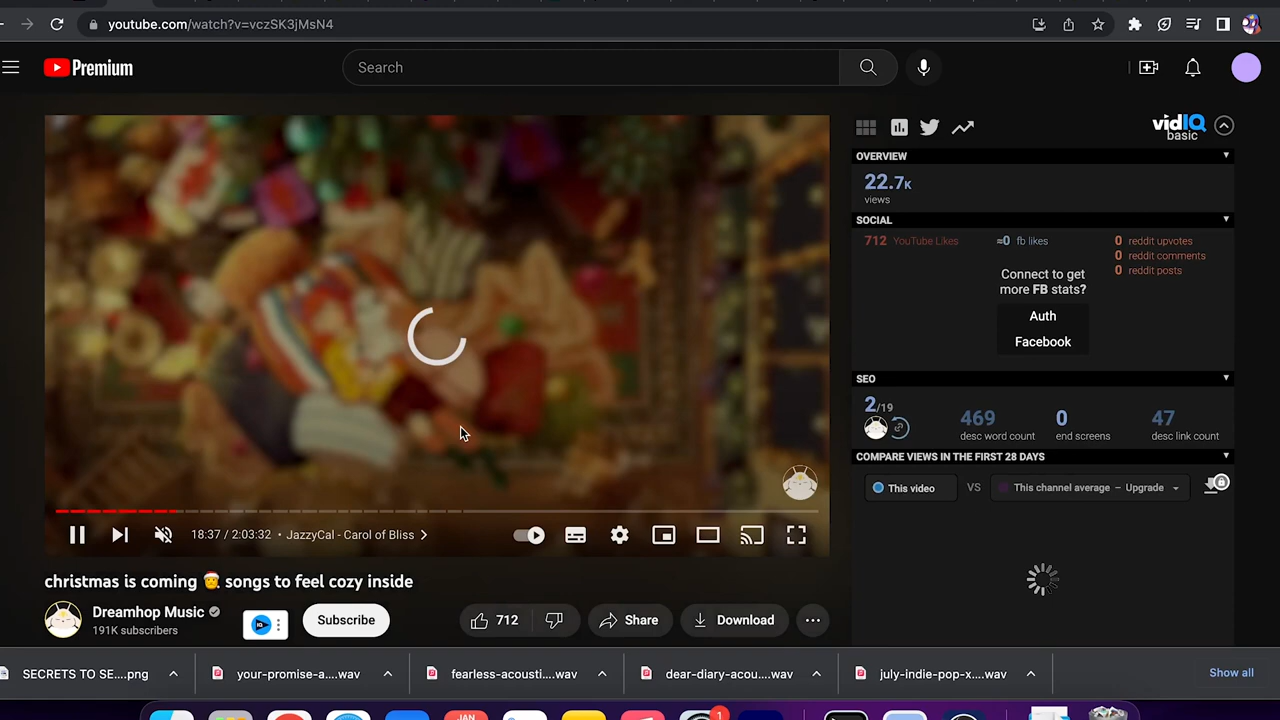 youtube.com/watch?v=vczSK3jMsN4
Premium
Search
vidIQ
basic
OVERVIEW
22.7K
views
SOCIAL
712 YouTube Likes
≈0 fb likes
0 reddit upvotes
0 reddit comments
0 reddit posts
Connect to get
more FB stats?
Auth
Facebook
SEO
2/19
469
desc word count
0
end screens
47
desc link count
COMPARE VIEWS IN THE FIRST 28 DAYS
This video VS This channel average – Upgrade
18:37 / 2:03:32 • JazzyCal - Carol of Bliss
christmas is coming 🎅 songs to feel cozy inside
Dreamhop Music
191K subscribers
IQ
Subscribe
712
Share
Download
SECRETS TO SE....png
your-promise-a....wav
fearless-acousti....wav
dear-diary-acou....wav
july-indie-pop-x....wav
Show all
JAN
1